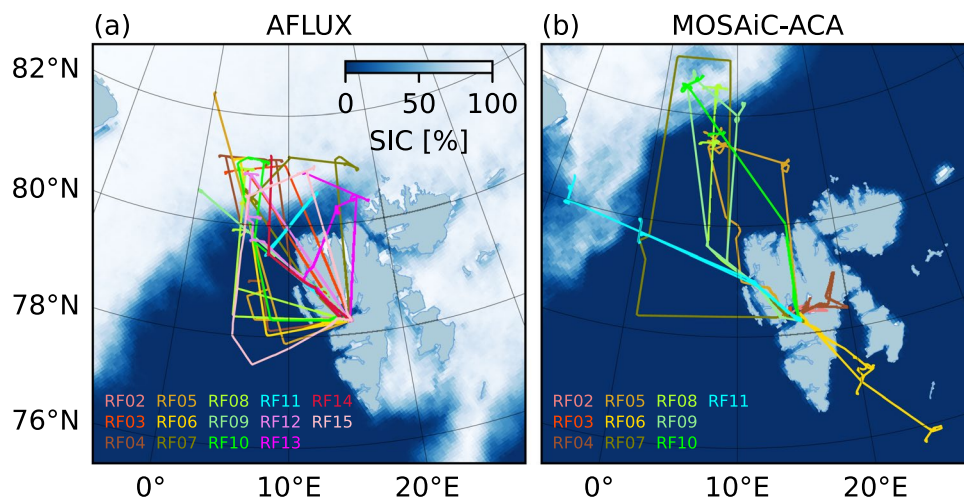 (a) AFLUX
(b) MOSAiC-ACA
82°N
80°N
78°N
76°N
0 50 100
SIC [%]
RF02 RF05 RF08 RF11 RF14
RF03 RF06 RF09 RF12 RF15
RF04 RF07 RF10 RF13
RF02 RF05 RF08 RF11
RF03 RF06 RF09
RF04 RF07 RF10
0° 10°E 20°E
0° 10°E 20°E